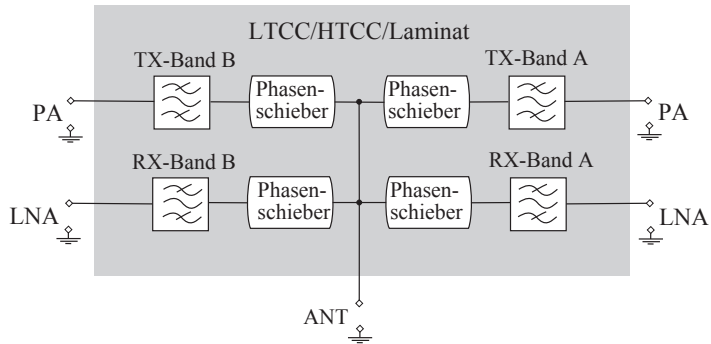 LTCC/HTCC/Laminat
TX-Band B
TX-Band A
Phasen-
schieber
Phasen-
schieber
PA
PA
RX-Band B
RX-Band A
Phasen-
schieber
Phasen-
schieber
LNA
LNA
ANT